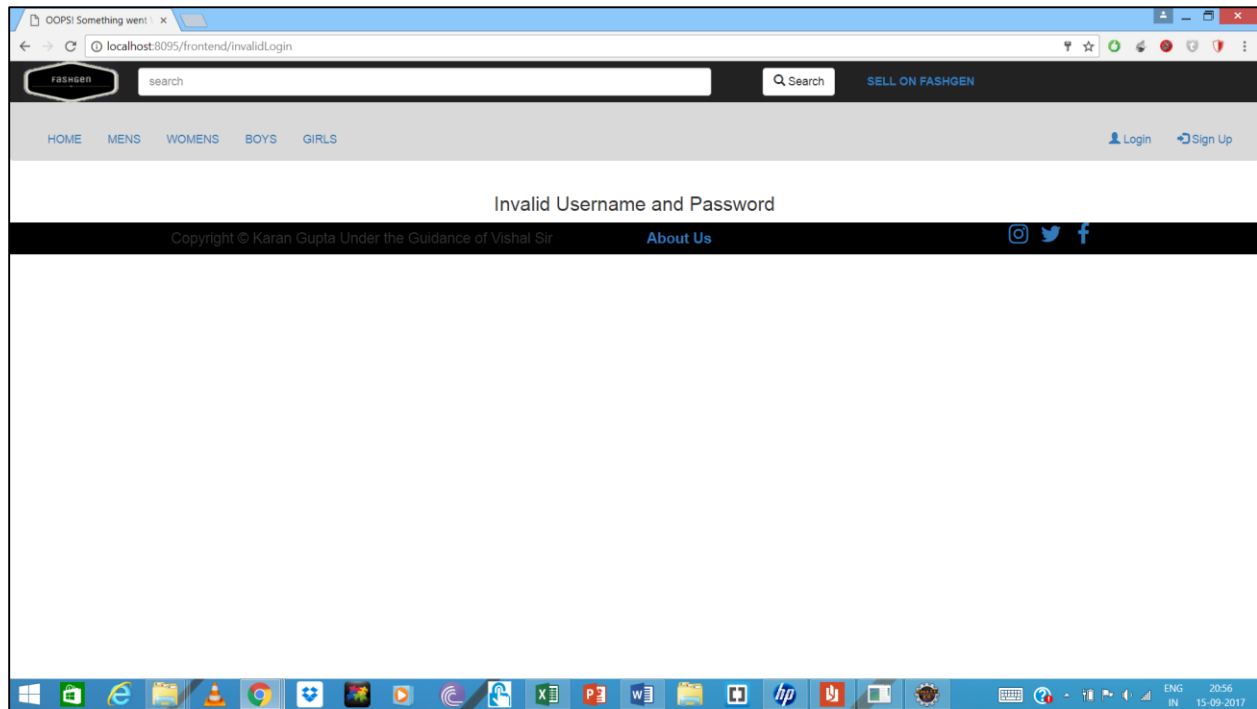 OOPS! Something went
localhost:8095/frontend/invalidLogin
FASHGEN
search
Search
SELL ON FASHGEN
HOME MENS WOMENS BOYS GIRLS
Login Sign Up
Invalid Username and Password
Copyright © Karan Gupta Under the Guidance of Vishal Sir About Us
hp
ENG 20:56
IN 15-09-2017